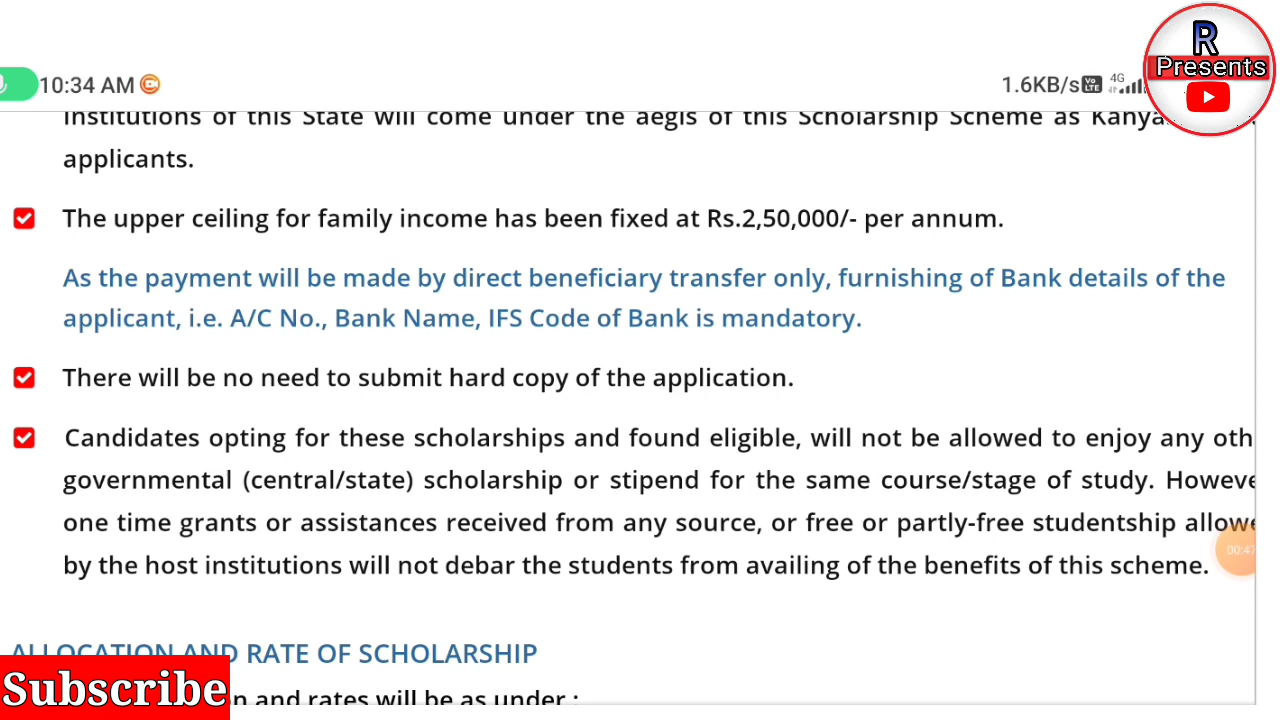 R
Presents
10:34 AM
1.6KB/s Vo LTE 4G
institutions of this State will come under the aegis of this Scholarship Scheme as
applicants.
The upper ceiling for family income has been fixed at Rs.2,50,000/- per annum.
As the payment will be made by direct beneficiary transfer only, furnishing of Bank details of the
applicant, i.e. A/C No., Bank Name, IFS Code of Bank is mandatory.
There will be no need to submit hard copy of the application.
Candidates opting for these scholarships and found eligible, will not be allowed to enjoy any oth
governmental (central/state) scholarship or stipend for the same course/stage of study. Howeve
one time grants or assistances received from any source, or free or partly-free studentship allowe
by the host institutions will not debar the students from availing of the benefits of this scheme.
00:47
ALLOCATION AND RATE OF SCHOLARSHIP
Subscribe
and rates will be as under :